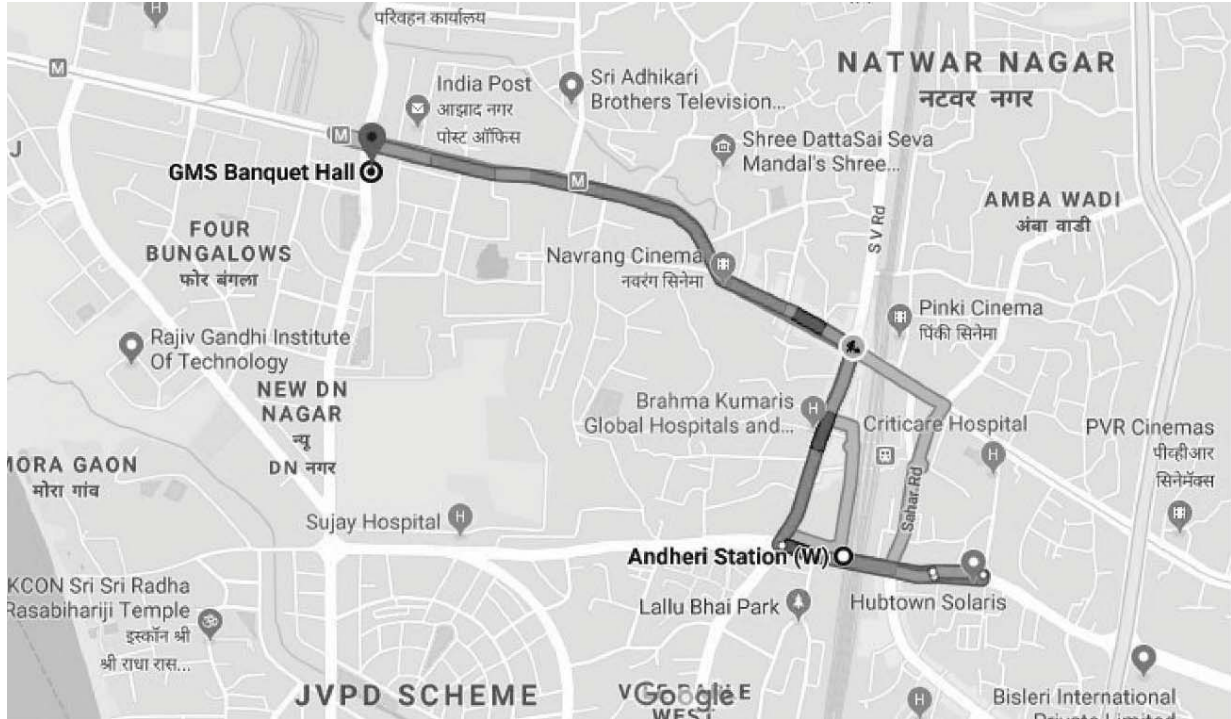 H
परिवहन कार्यालय
M
India Post
आझाद नगर
पोस्ट ऑफिस
Sri Adhikari
Brothers Television...
NATWAR NAGAR
नटवर नगर
J
M
GMS Banquet Hall
M
Shree DattaSai Seva
Mandal's Shree...
S V Rd
AMBA WADI
अंबा वाडी
FOUR
BUNGALOWS
फोर बंगला
Navrang Cinema
नवरंग सिनेमा
Pinki Cinema
पिंकी सिनेमा
Rajiv Gandhi Institute
Of Technology
NEW DN
NAGAR
न्यू
DN नगर
Brahma Kumaris
Global Hospitals and...
H
Criticare Hospital
H
PVR Cinemas
पीव्हीआर
सिनेमॅक्स
MORA GAON
मोरा गांव
Sahar Rd
Sujay Hospital
H
Andheri Station (W)
Hubtown Solaris
Lallu Bhai Park
KCON Sri Sri Radha
Rasabihariji Temple
इस्कॉन श्री
श्री राधा रास...
JVPD SCHEME
Google
WEST
H
Bisleri International
Private Limited